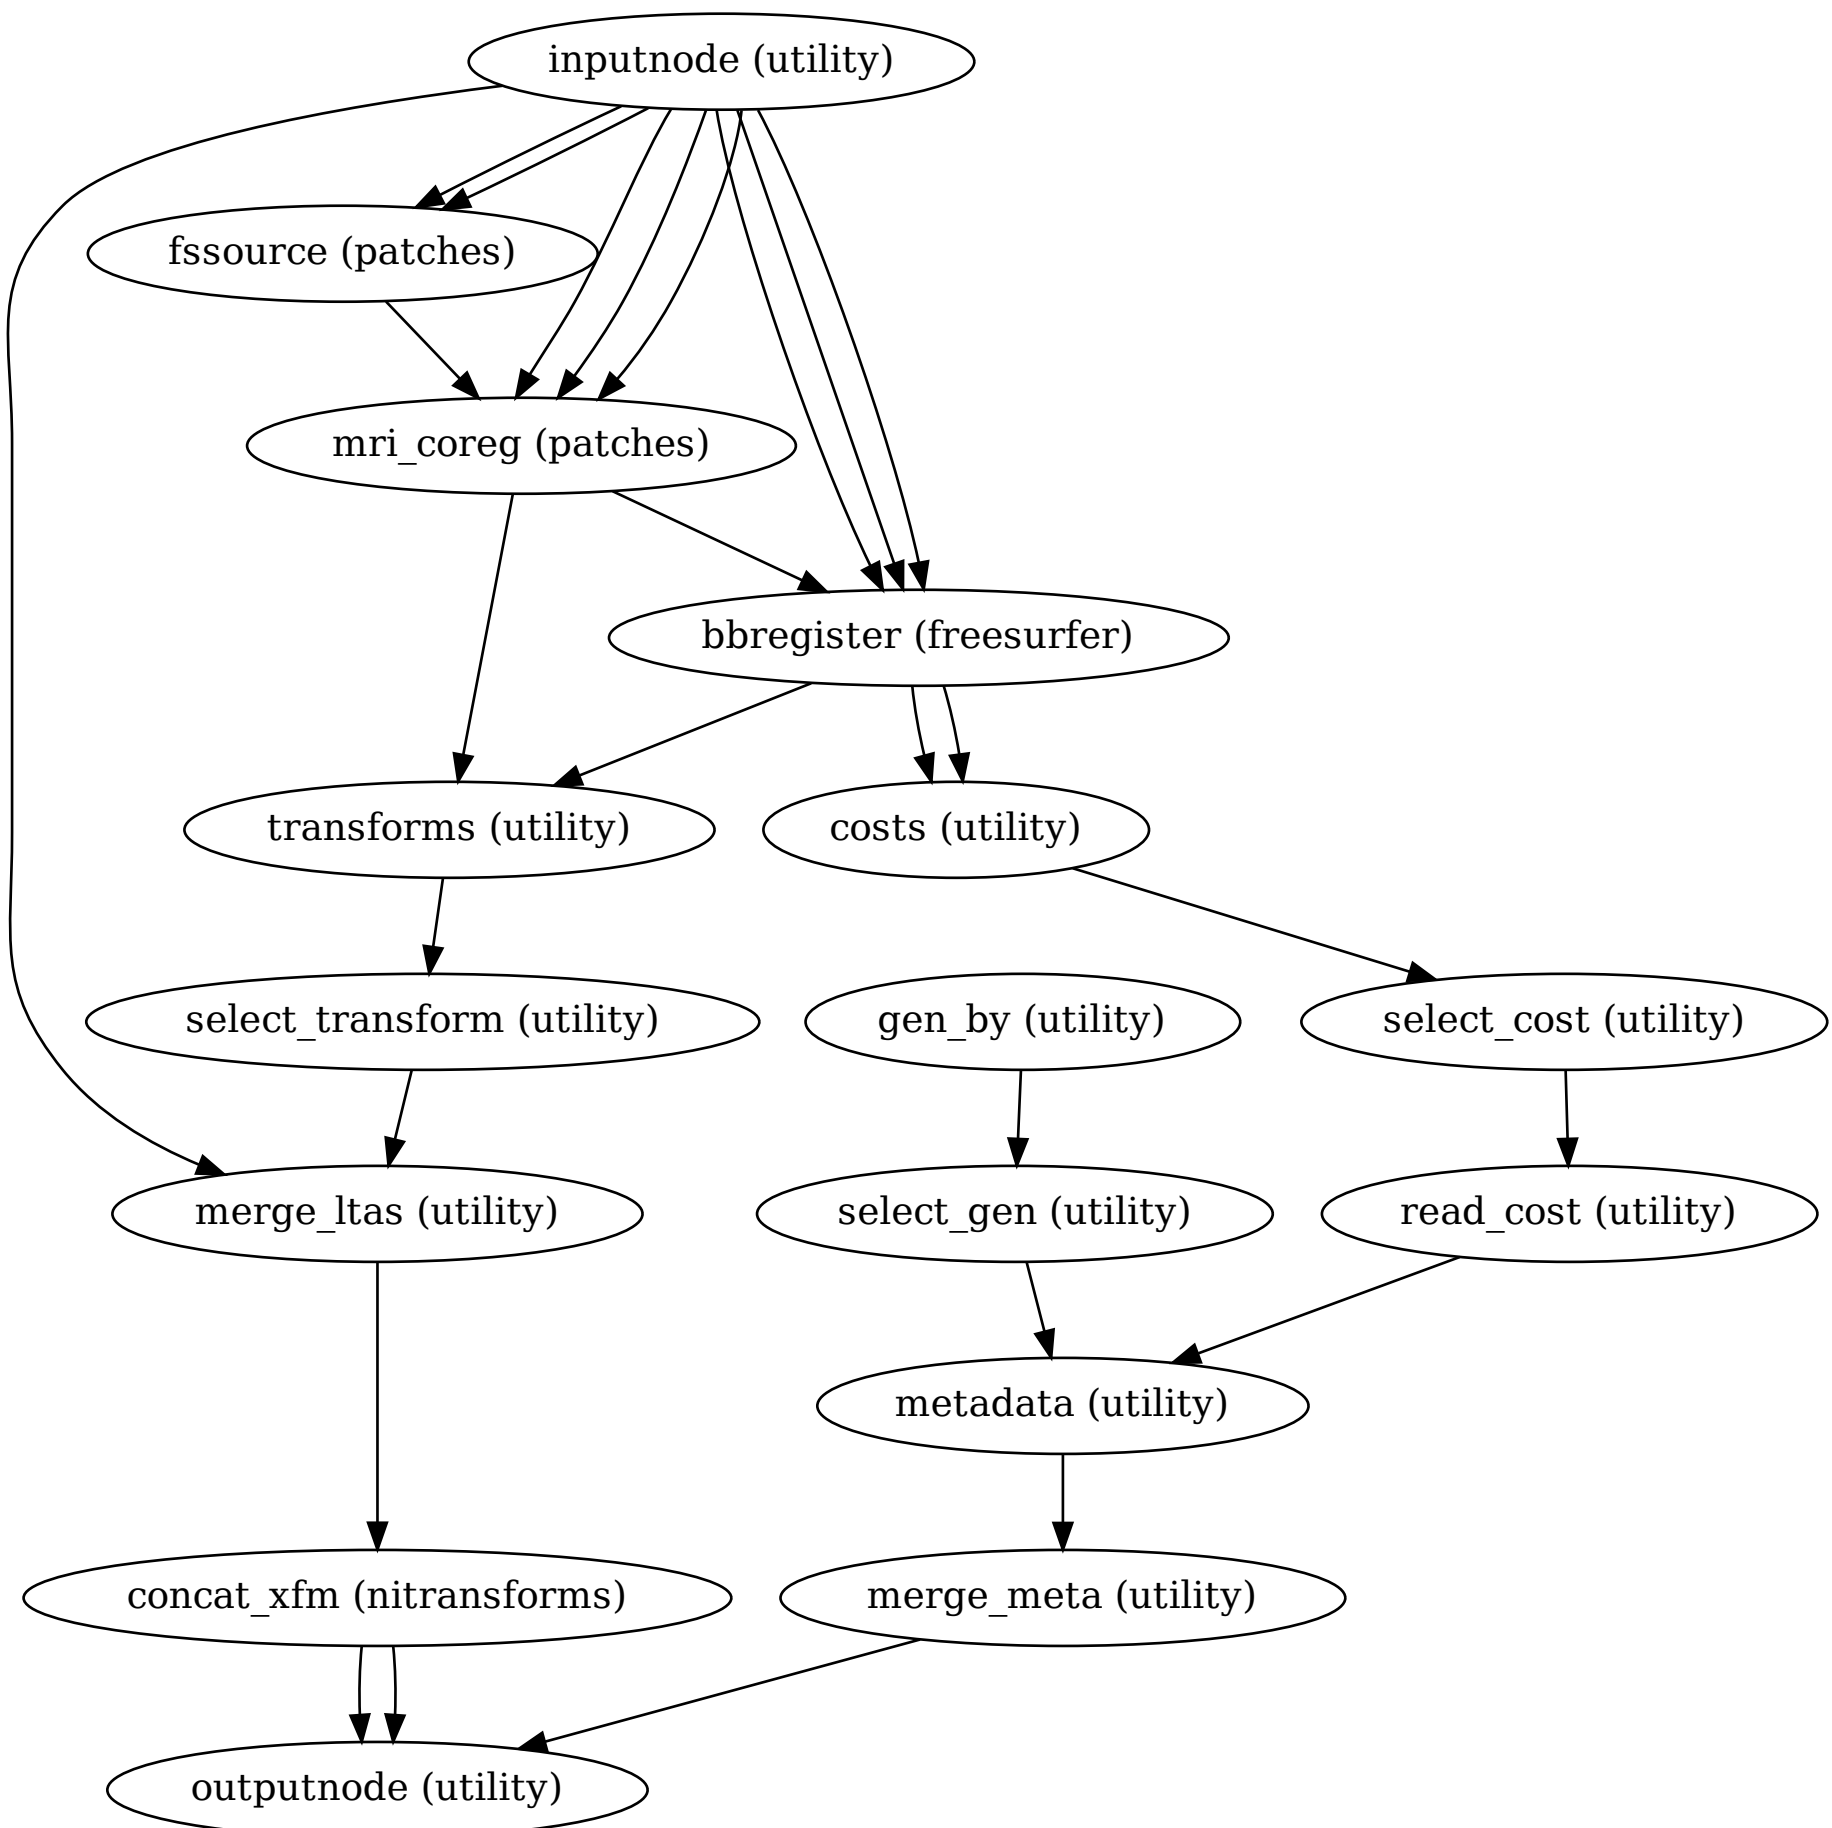 inputnode (utility)
fssource (patches)
mri_coreg (patches)
bbregister (freesurfer)
transforms (utility)
costs (utility)
select_transform (utility)
gen_by (utility)
select_cost (utility)
merge_ltas (utility)
select_gen (utility)
read_cost (utility)
metadata (utility)
concat_xfm (nitransforms)
merge_meta (utility)
outputnode (utility)